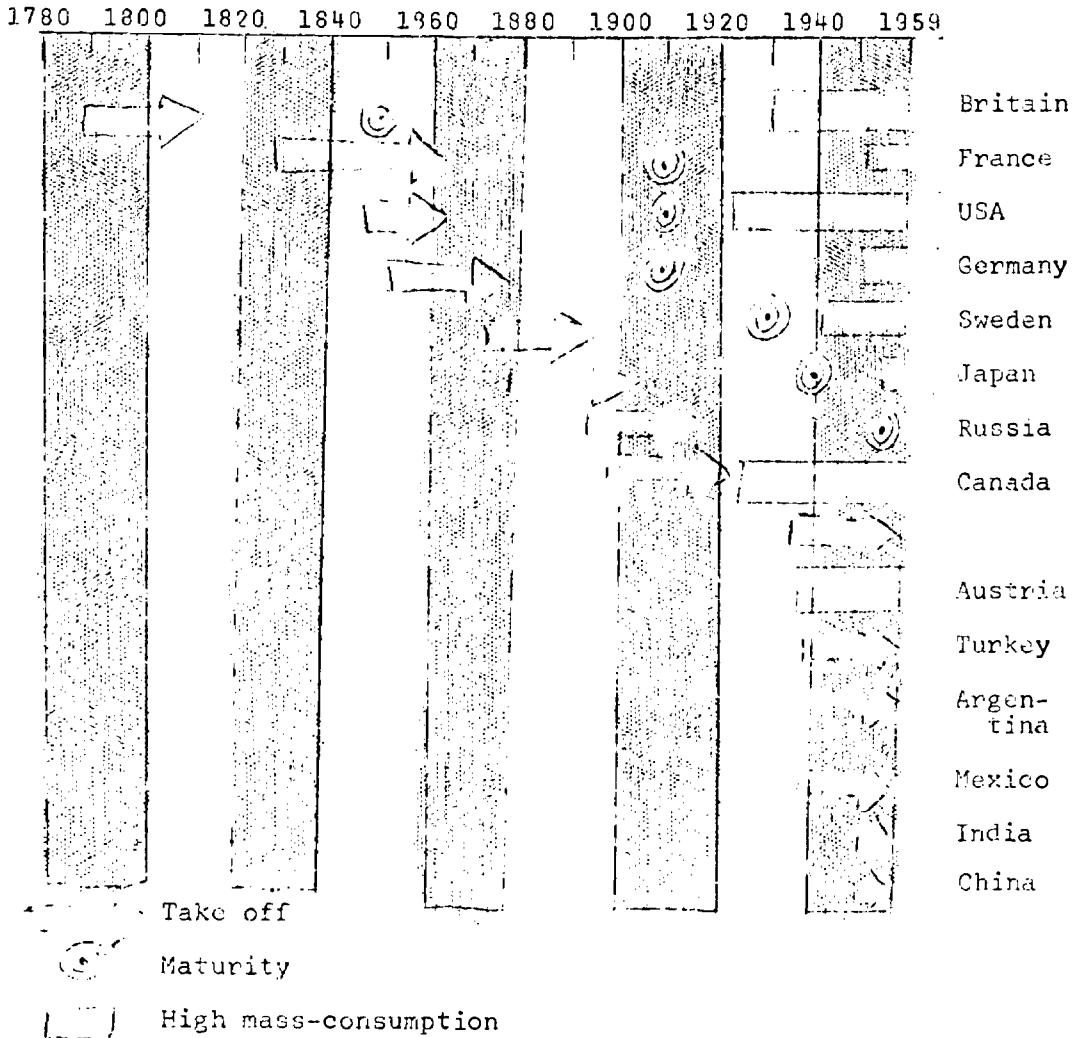 1780 1800 1820 1840 1860 1880 1900 1920 1940 1959
Britain
France
USA
Germany
Sweden
Japan
Russia
Canada
Austria
Turkey
Argen-
tina
Mexico
India
China
Take off
Maturity
High mass-consumption